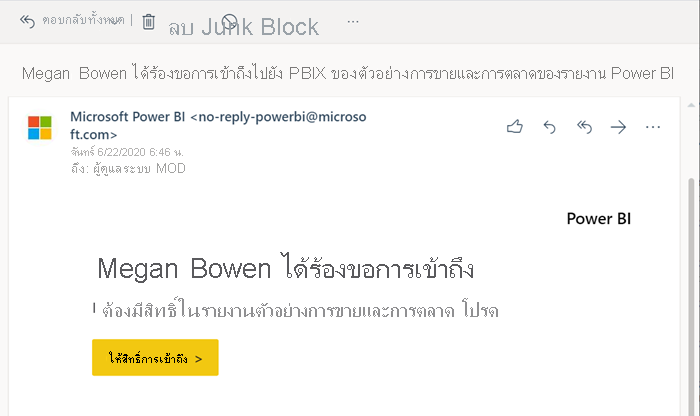 ตอบกลับทั้งหมด | ลบ Junk Block ...
Megan Bowen ได้ร้องขอการเข้าถึงไปยัง PBIX ของตัวอย่างการขายและการตลาดของรายงาน Power BI
Microsoft Power BI <no-reply-powerbi@microso
ft.com>
จันทร์ 6/22/2020 6:46 น.
ถึง: ผู้ดูแลระบบ MOD
Power BI
Megan Bowen ได้ร้องขอการเข้าถึง
ต้องมีสิทธิ์ในรายงานตัวอย่างการขายและการตลาด โปรด
ให้สิทธิ์การเข้าถึง >